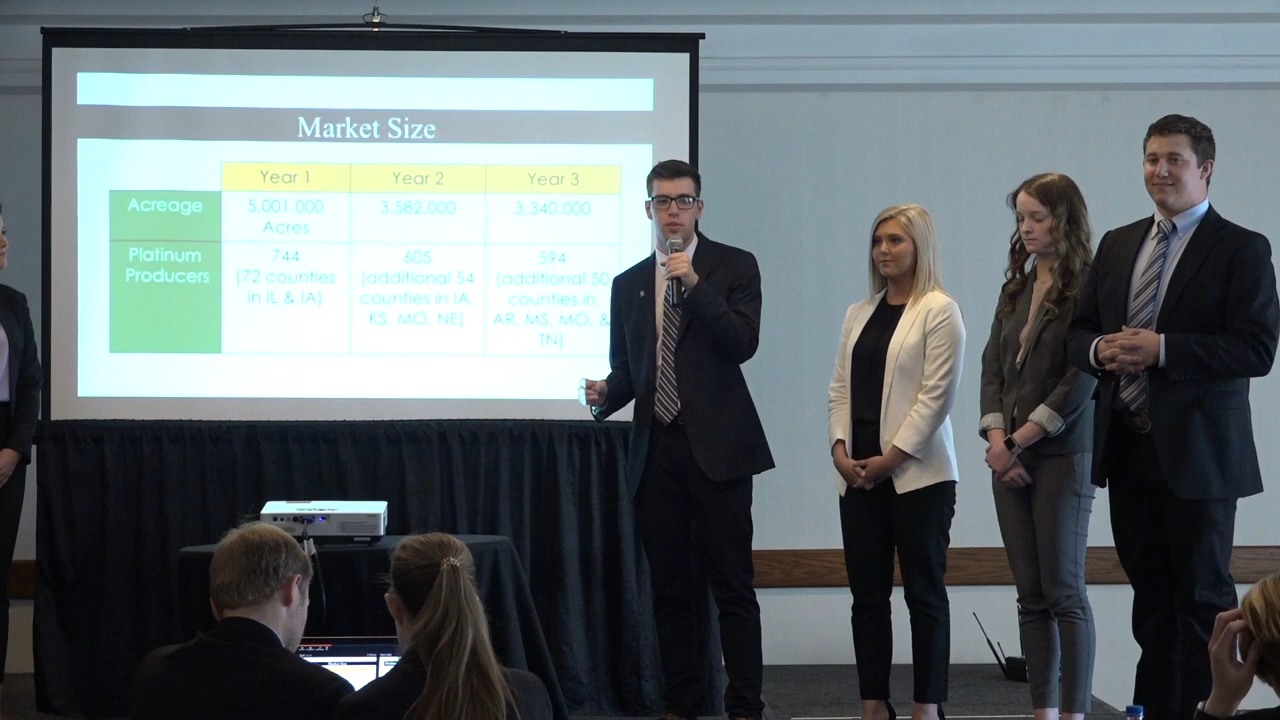 Market Size
Year 1 Year 2 Year 3
Acreage 5,001,000 3,582,000 3,340,000
Acres
Platinum 744 605 594
Producers (72 counties (additional 54 (additional 50
in IL & IA) counties in IA, counties in
KS, MO, NE) AR, MS, MO, &
TN)